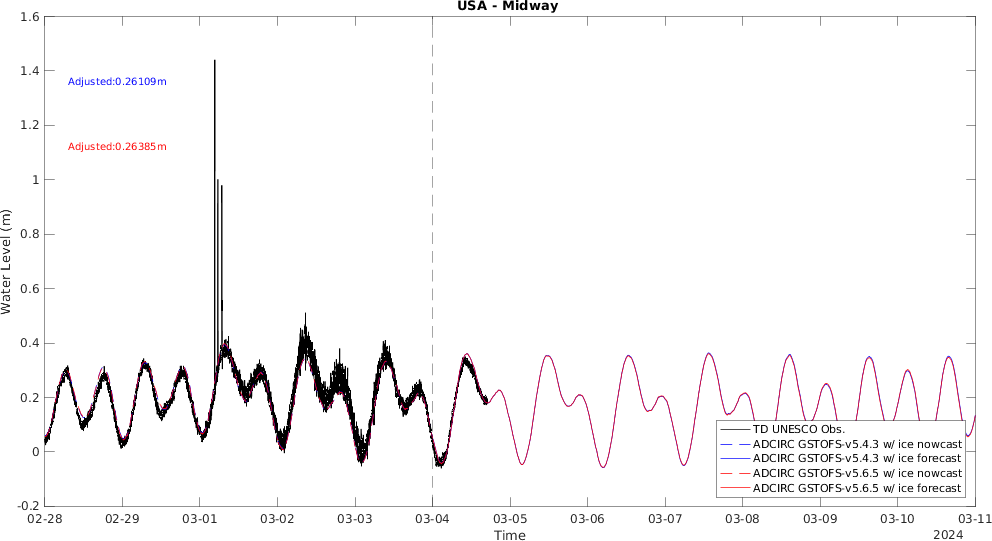 USA - Midway
1.6
1.4
1.2
1
0.8
0.6
0.4
0.2
0
-0.2
Water Level (m)
Adjusted:0.26109m
Adjusted:0.26385m
TD UNESCO Obs.
ADCIRC GSTOFS-v5.4.3 w/ ice nowcast
ADCIRC GSTOFS-v5.4.3 w/ ice forecast
ADCIRC GSTOFS-v5.6.5 w/ ice nowcast
ADCIRC GSTOFS-v5.6.5 w/ ice forecast
02-28 02-29 03-01 03-02 03-03 03-04 03-05 03-06 03-07 03-08 03-09 03-10 03-11
Time
2024